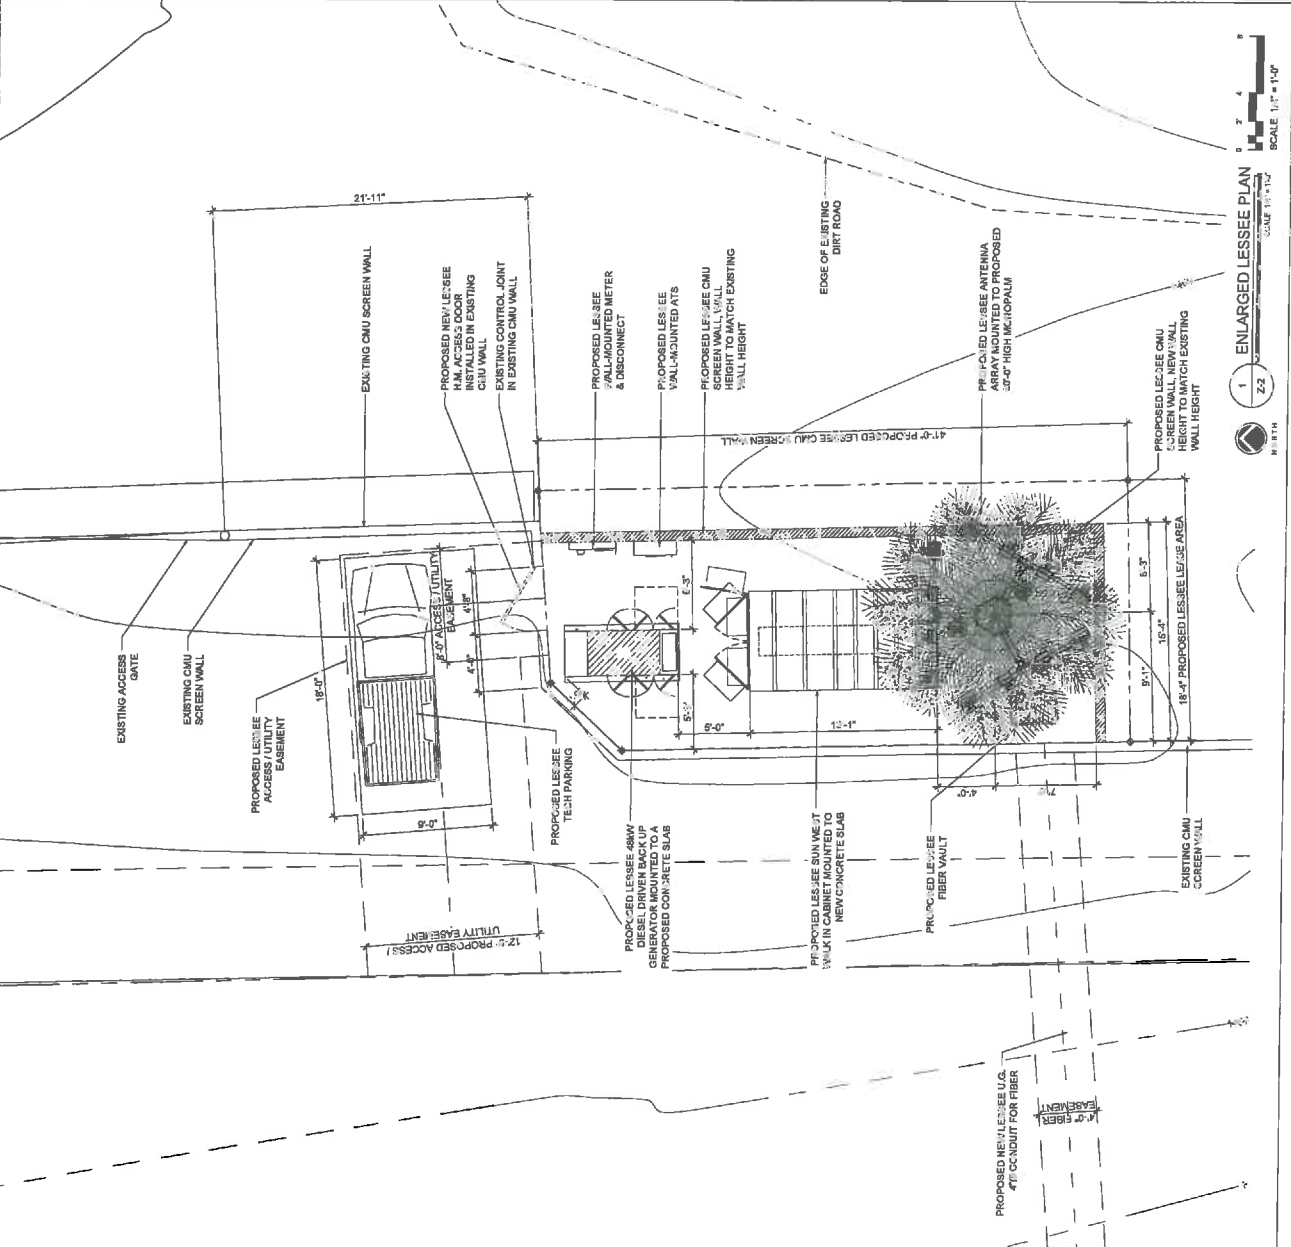 21'-11"
EXISTING CMU SCREEN WALL
PROPOSED NEW LESSEE
H.M. ACCESS DOOR
INSTALLED IN EXISTING
CMU WALL
EXISTING CONTROL JOINT
IN EXISTING CMU WALL
PROPOSED LESSEE
WALL-MOUNTED METER
& DISCONNECT
PROPOSED LESSEE
WALL-MOUNTED ATS
PROPOSED LESSEE CMU
SCREEN WALL, WALL
HEIGHT TO MATCH EXISTING
WALL HEIGHT
EDGE OF EXISTING
DIRT ROAD
PROPOSED LESSEE ANTENNA
ARRAY MOUNTED TO PROPOSED
HIGH MONOPALM
PROPOSED LESSEE CMU
SCREEN WALL, NEW WALL
HEIGHT TO MATCH EXISTING
WALL HEIGHT
41'-0" PROPOSED LESSEE CMU SCREEN WALL
EXISTING ACCESS
GATE
EXISTING CMU
SCREEN WALL
PROPOSED LESSEE
ACCESS / UTILITY
EASEMENT
18'-0"
ACCESS / UTILITY
EASEMENT
4'-0"
9'-0"
PROPOSED LESSEE
TECH PARKING
12'- PROPOSED ACCESS /
UTILITY EASEMENT
5'-0"
4'-0"
9'-1"
18'-4" PROPOSED LESSEE LEASE AREA
PROPOSED LESSEE 48kW
DIESEL DRIVEN BACK UP
GENERATOR MOUNTED TO A
PROPOSED CONCRETE SLAB
PROPOSED LESSEE SUN WEST
WALK IN CABINET MOUNTED TO
NEW CONCRETE SLAB
PROPOSED LESSEE
FIBER VAULT
EXISTING CMU
SCREEN WALL
PROPOSED NEW LESSEE U.G.
CONDUIT FOR FIBER
4'-0" FIBER
EASEMENT
1
Z-2
ENLARGED LESSEE PLAN
NORTH
0 2' 4' 8'
SCALE 1/4" = 1'-0"